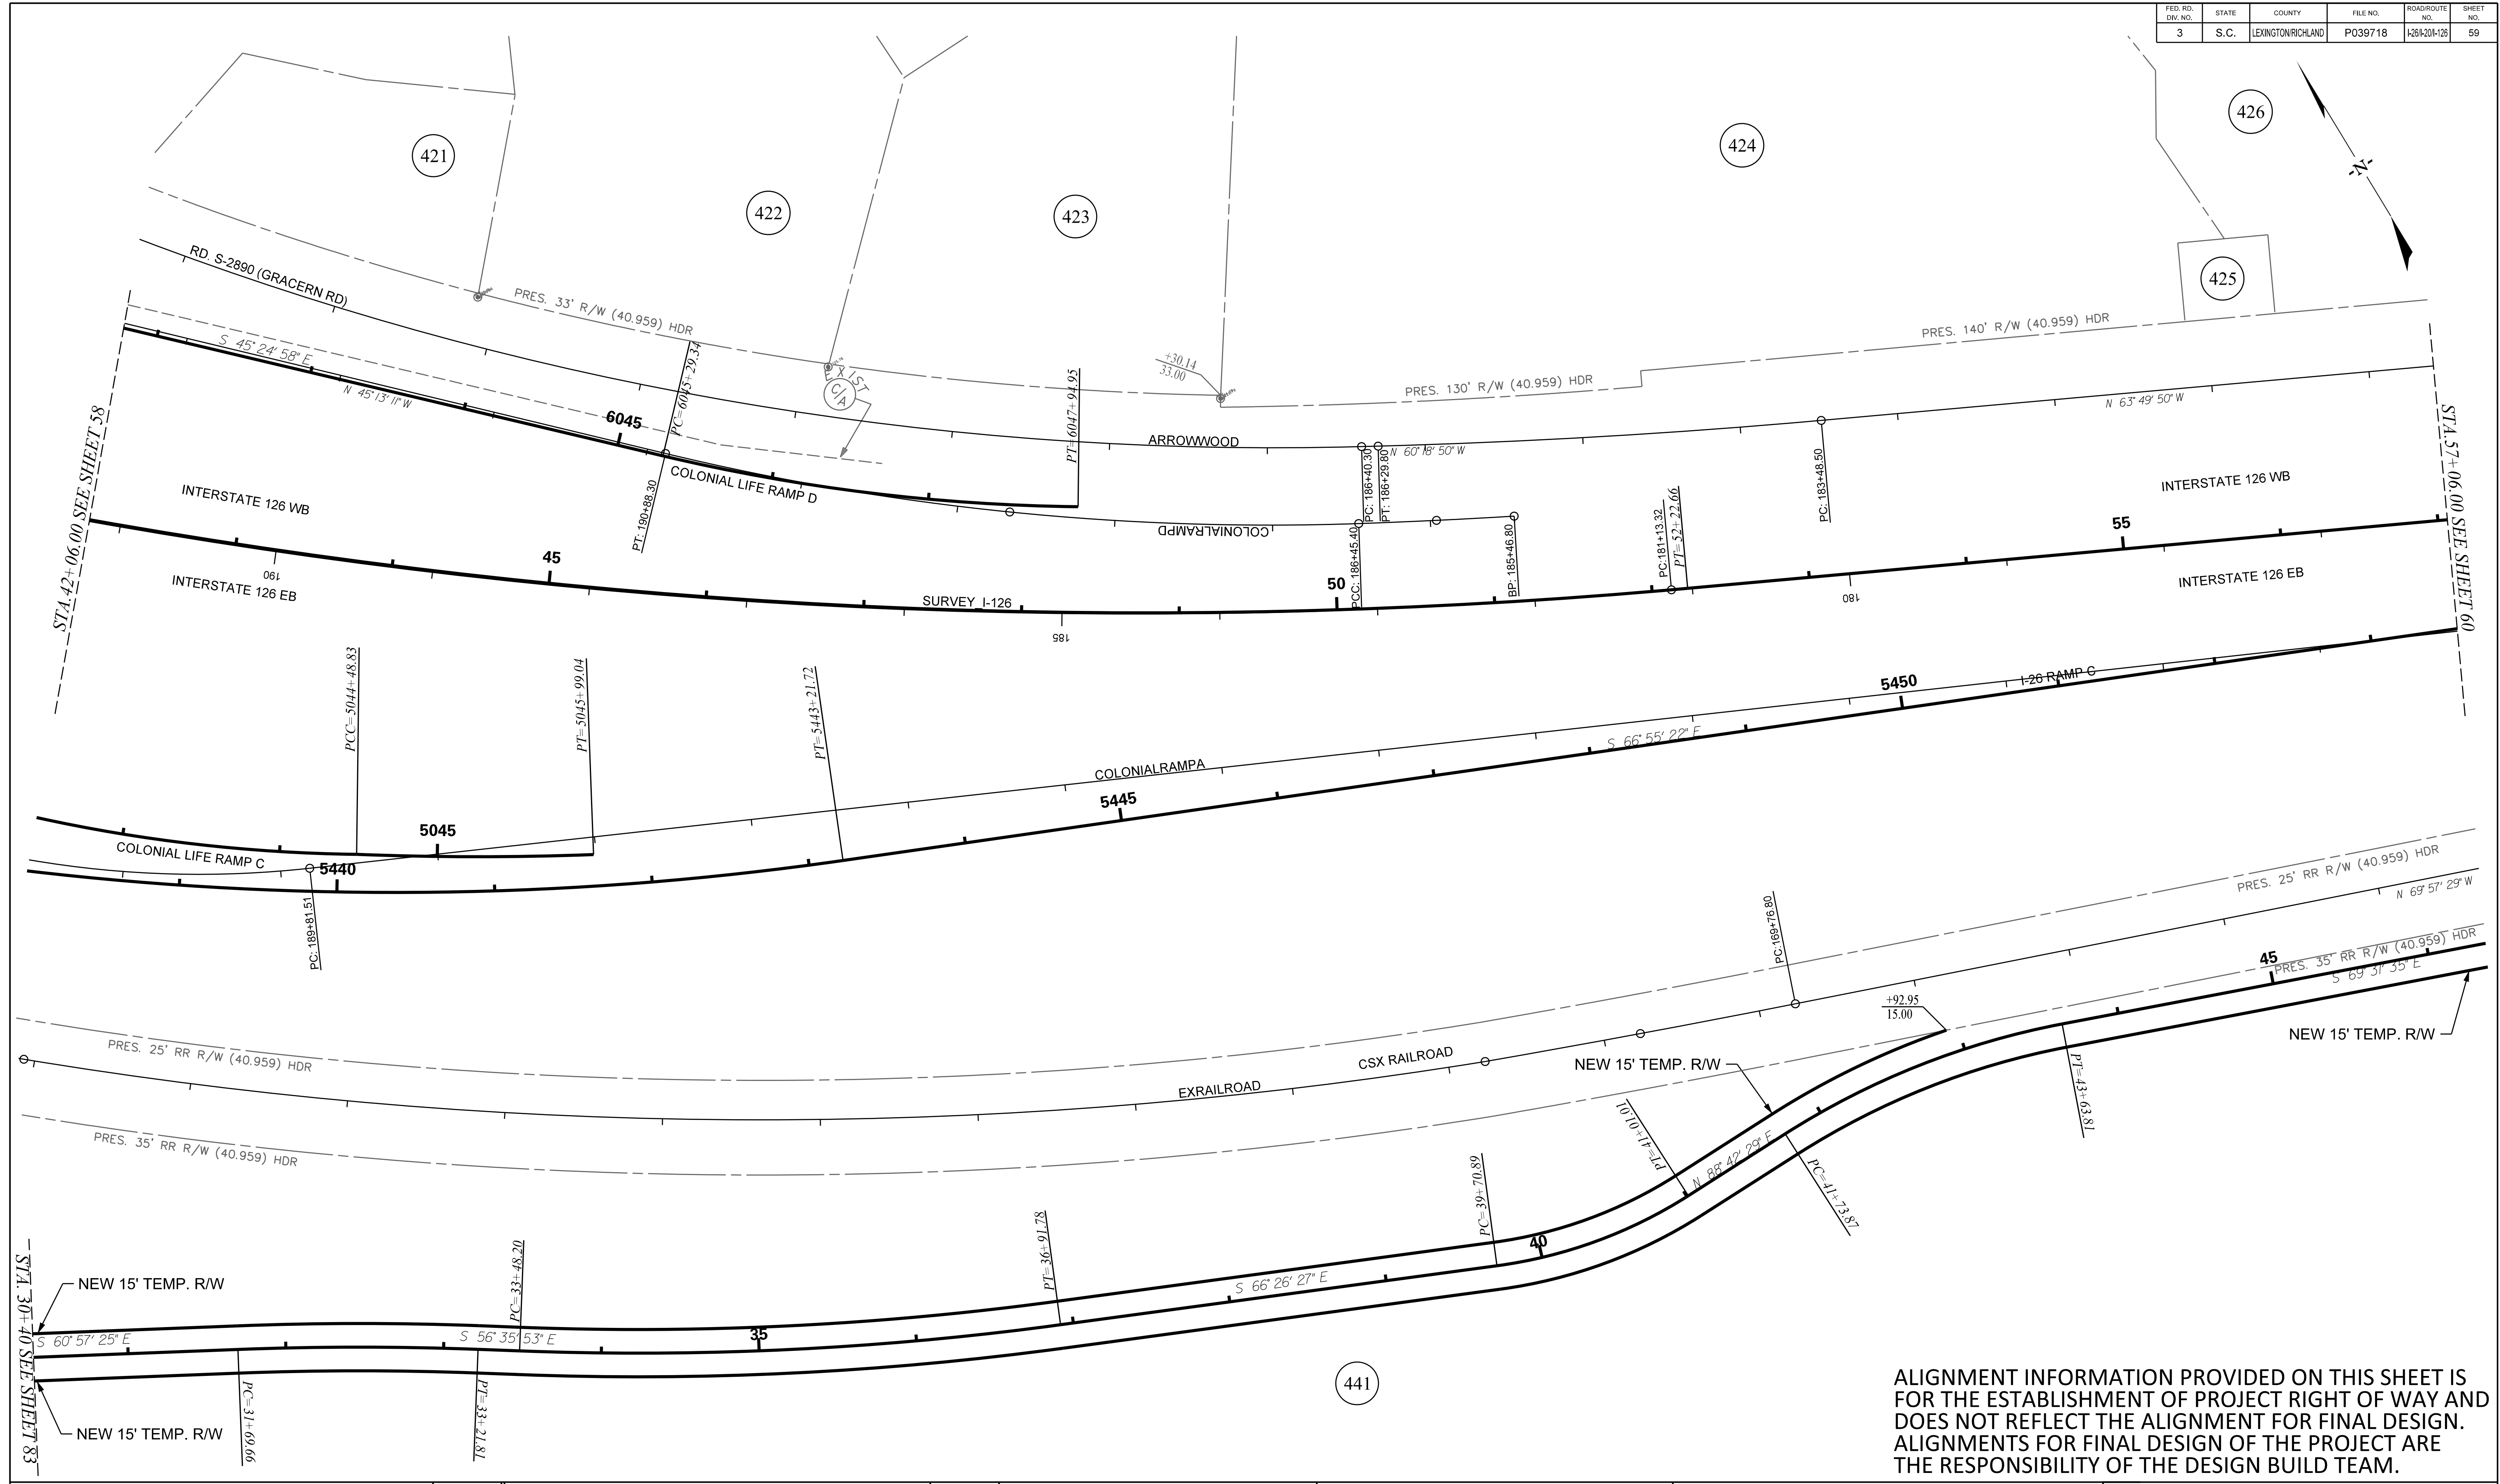 FED. RD. DIV. NO.
STATE
COUNTY
FILE NO.
ROAD/ROUTE NO.
SHEET NO.
3
S.C.
LEXINGTON/RICHLAND
P039718
I-26/I-20/I-126
59
426
421
424
422
423
-N-
425
RD. S-2890 (GRACERN RD)
PRES. 33' R/W (40.959) HDR
PRES. 140' R/W (40.959) HDR
S 45° 24' 58" E
N 45° 13' 11" W
PC=6045+29.34
EXIST
C/A
+30.14
33.00
PRES. 130' R/W (40.959) HDR
PT=6047+94.95
N 63° 49' 50" W
6045
ARROWWOOD
N 60° 18' 50" W
PC: 186+40.30
PT: 186+29.80
PC: 183+48.50
STA.42+06.00 SEE SHEET 58
STA.57+06.00 SEE SHEET 60
COLONIAL LIFE RAMP D
INTERSTATE 126 WB
INTERSTATE 126 WB
PT: 190+88.30
COLONIALRAMPD
PCC: 186+45.40
BP: 185+46.80
PC:181+13.32
PT=52+22.66
55
45
190
INTERSTATE 126 EB
50
SURVEY_I-126
INTERSTATE 126 EB
180
185
PCC=5044+48.83
PT=5045+99.04
PT=5443+21.72
I-26 RAMP C
5450
S 66° 55' 22" E
COLONIALRAMPA
5445
5045
COLONIAL LIFE RAMP C
5440
PC: 189+81.51
PRES. 25' RR R/W (40.959) HDR
N 69° 57' 29" W
PC:169+76.80
45
PRES. 35' RR R/W (40.959) HDR
S 69° 31' 35" E
+92.95
15.00
NEW 15' TEMP. R/W
PRES. 25' RR R/W (40.959) HDR
CSX RAILROAD
NEW 15' TEMP. R/W
EXRAILROAD
PT=43+63.81
PRES. 35' RR R/W (40.959) HDR
PT=41+01.01
N 88° 42' 29" E
PC=41+73.87
PC=39+70.89
40
PT=36+91.78
S 66° 26' 27" E
PC=33+48.20
STA. 30+40 SEE SHEET 83
NEW 15' TEMP. R/W
S 60° 57' 25" E
S 56° 35' 53" E
35
PC=31+69.66
PT=33+21.81
NEW 15' TEMP. R/W
441
ALIGNMENT INFORMATION PROVIDED ON THIS SHEET IS
FOR THE ESTABLISHMENT OF PROJECT RIGHT OF WAY AND
DOES NOT REFLECT THE ALIGNMENT FOR FINAL DESIGN.
ALIGNMENTS FOR FINAL DESIGN OF THE PROJECT ARE
THE RESPONSIBILITY OF THE DESIGN BUILD TEAM.